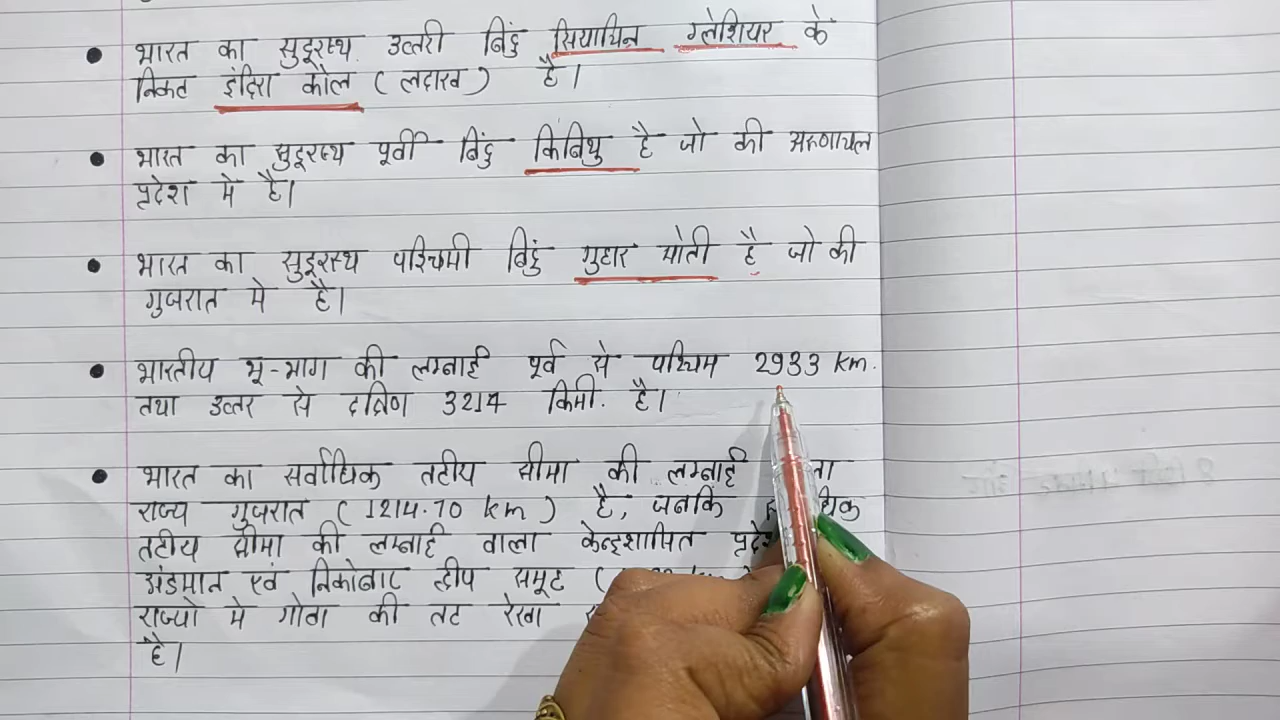 भारत का सुदूरस्थ उत्तरी बिंदु सियाचिन ग्लेशियर के
निकट इंदिरा कौल (लद्दाख) है।
भारत का सुदूरस्थ पूर्वी बिंदु किबिथु है जो की अरुणाचल
प्रदेश मे है।
भारत का सुदूरस्थ पश्चिमी बिंदु गुहार मोती है जो की
गुजरात मे है।
भारतीय भू-भाग की लम्बाई पूर्व से पश्चिम 2933 km.
तथा उत्तर से दक्षिण 3214 किमी. है।
भारत का सर्वाधिक तटीय सीमा की लम्बाई
राज्य गुजरात (1214.70 km) है, जबकि
तटीय सीमा की लम्बाई वाला केन्द्रशासित
अंडमान एवं निकोबार द्वीप समूह (
राज्यो मे गोवा की तट रेखा
है।